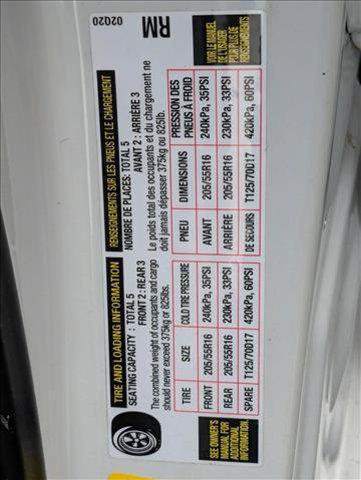 TIRE AND LOADING INFORMATION
SEATING CAPACITY : TOTAL 5
FRONT 2 : REAR 3
The combined weight of occupants and cargo
should never exceed 375kg or 825lbs.
TIRE SIZE COLD TIRE PRESSURE
FRONT 205/55R16 240kPa, 35PSI
REAR 205/55R16 230kPa, 33PSI
SPARE T125/70D17 420kPa, 60PSI
SEE OWNER'S
MANUAL FOR
ADDITIONAL
INFORMATION
RENSEIGNEMENTS SUR LES PNEUS ET LE CHARGEMENT
NOMBRE DE PLACES: TOTAL 5
AVANT 2 : ARRIÈRE 3
Le poids total des occupants et du chargement ne
doit jamais dépasser 375kg ou 825lb.
PNEU DIMENSIONS PRESSION DES
PNEUS À FROID
AVANT 205/55R16 240kPa, 35PSI
ARRIÈRE 205/55R16 230kPa, 33PSI
DE SECOURS T125/70D17 420kPa, 60PSI
VOIR LE MANUEL
DE L'USAGER
POUR PLUS DE
RENSEIGNEMENTS
02Q20
RM